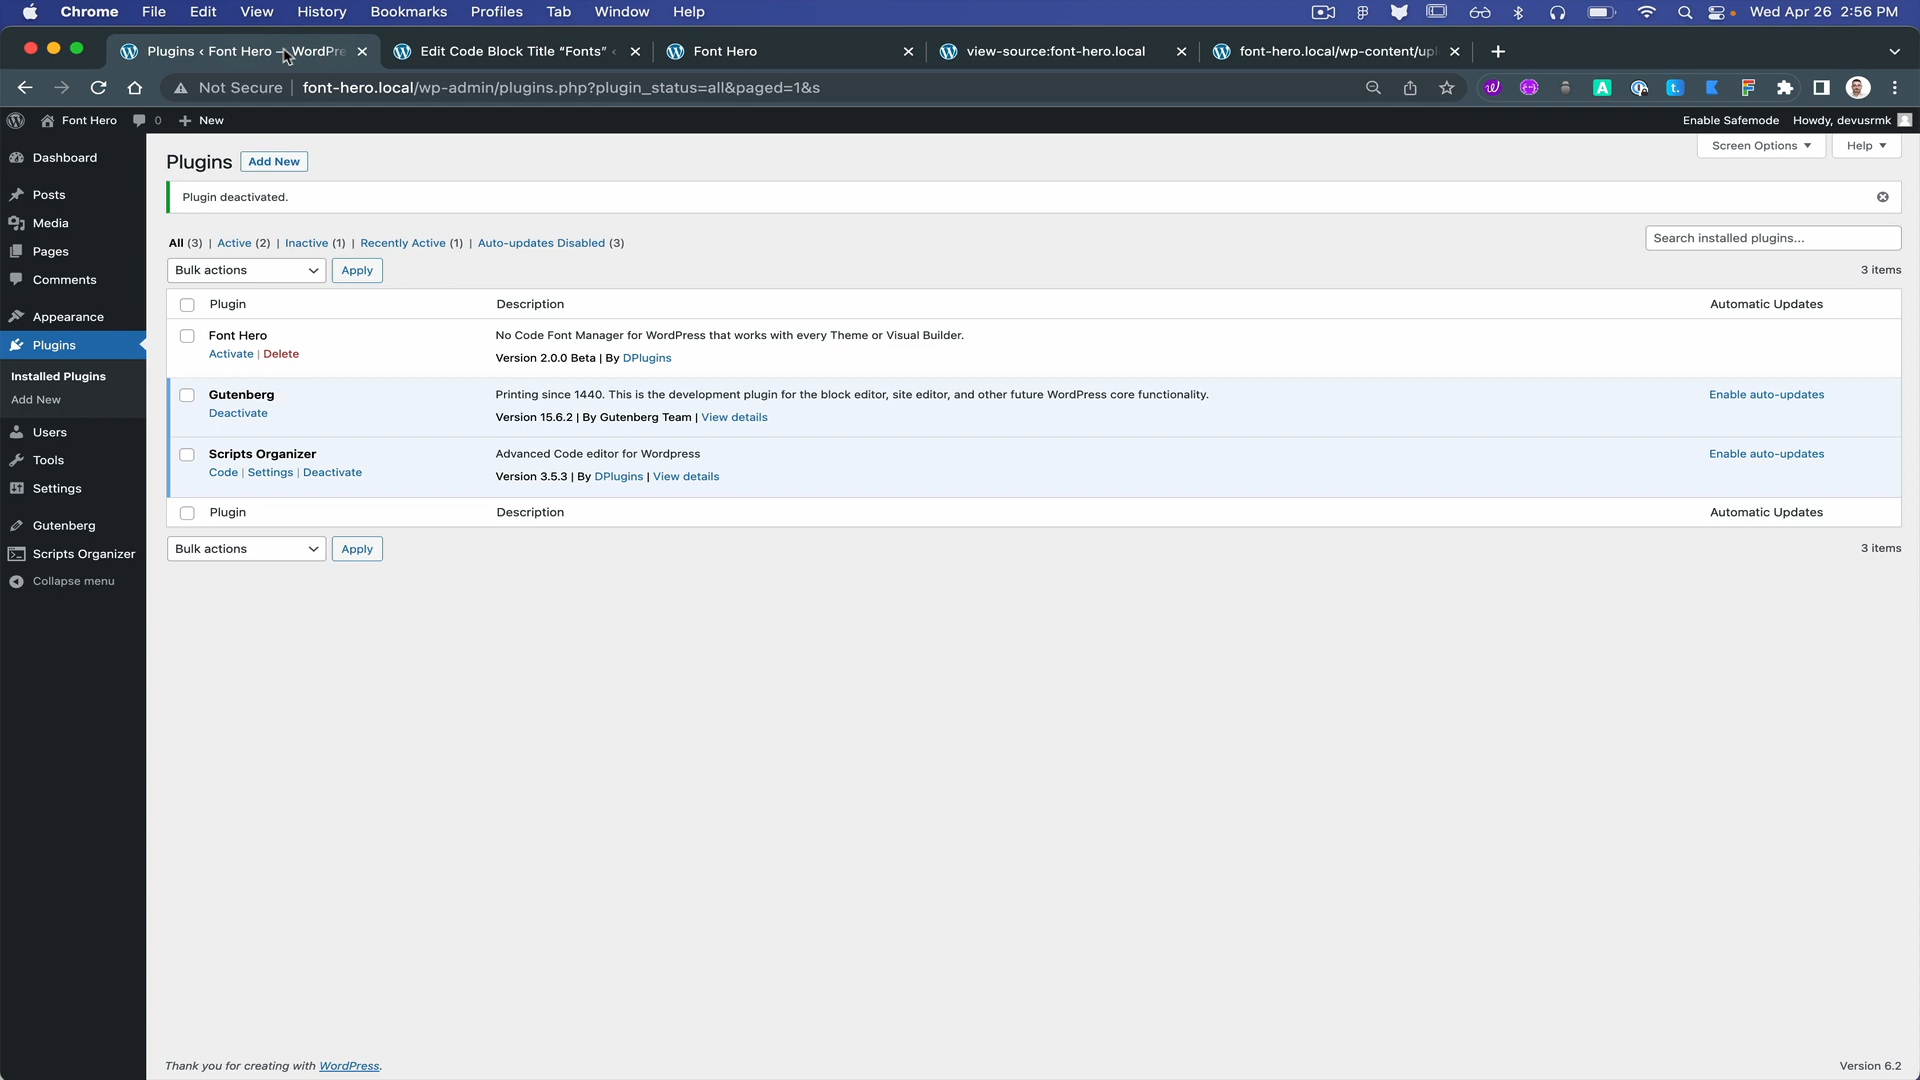 Chrome File Edit View History Bookmarks Profiles Tab Window Help Wed Apr 26 2:56 PM
Plugins ‹ Font Hero — WordPre Edit Code Block Title “Fonts” ‹ Font Hero view-source:font-hero.local font-hero.local/wp-content/upl
Not Secure font-hero.local/wp-admin/plugins.php?plugin_status=all&paged=1&s
Font Hero 0 New Enable Safemode Howdy, devusrmk
Dashboard
Posts
Media
Pages
Comments
Appearance
Plugins
Installed Plugins
Add New
Users
Tools
Settings
Gutenberg
Scripts Organizer
Collapse menu
Screen Options Help
Plugins Add New
Plugin deactivated.
All (3) | Active (2) | Inactive (1) | Recently Active (1) | Auto-updates Disabled (3)
Search installed plugins...
Bulk actions Apply 3 items
Plugin Description Automatic Updates
Font Hero No Code Font Manager for WordPress that works with every Theme or Visual Builder.
Activate | Delete Version 2.0.0 Beta | By DPlugins
Gutenberg Printing since 1440. This is the development plugin for the block editor, site editor, and other future WordPress core functionality. Enable auto-updates
Deactivate Version 15.6.2 | By Gutenberg Team | View details
Scripts Organizer Advanced Code editor for Wordpress Enable auto-updates
Code | Settings | Deactivate Version 3.5.3 | By DPlugins | View details
Plugin Description Automatic Updates
Bulk actions Apply 3 items
Thank you for creating with WordPress. Version 6.2